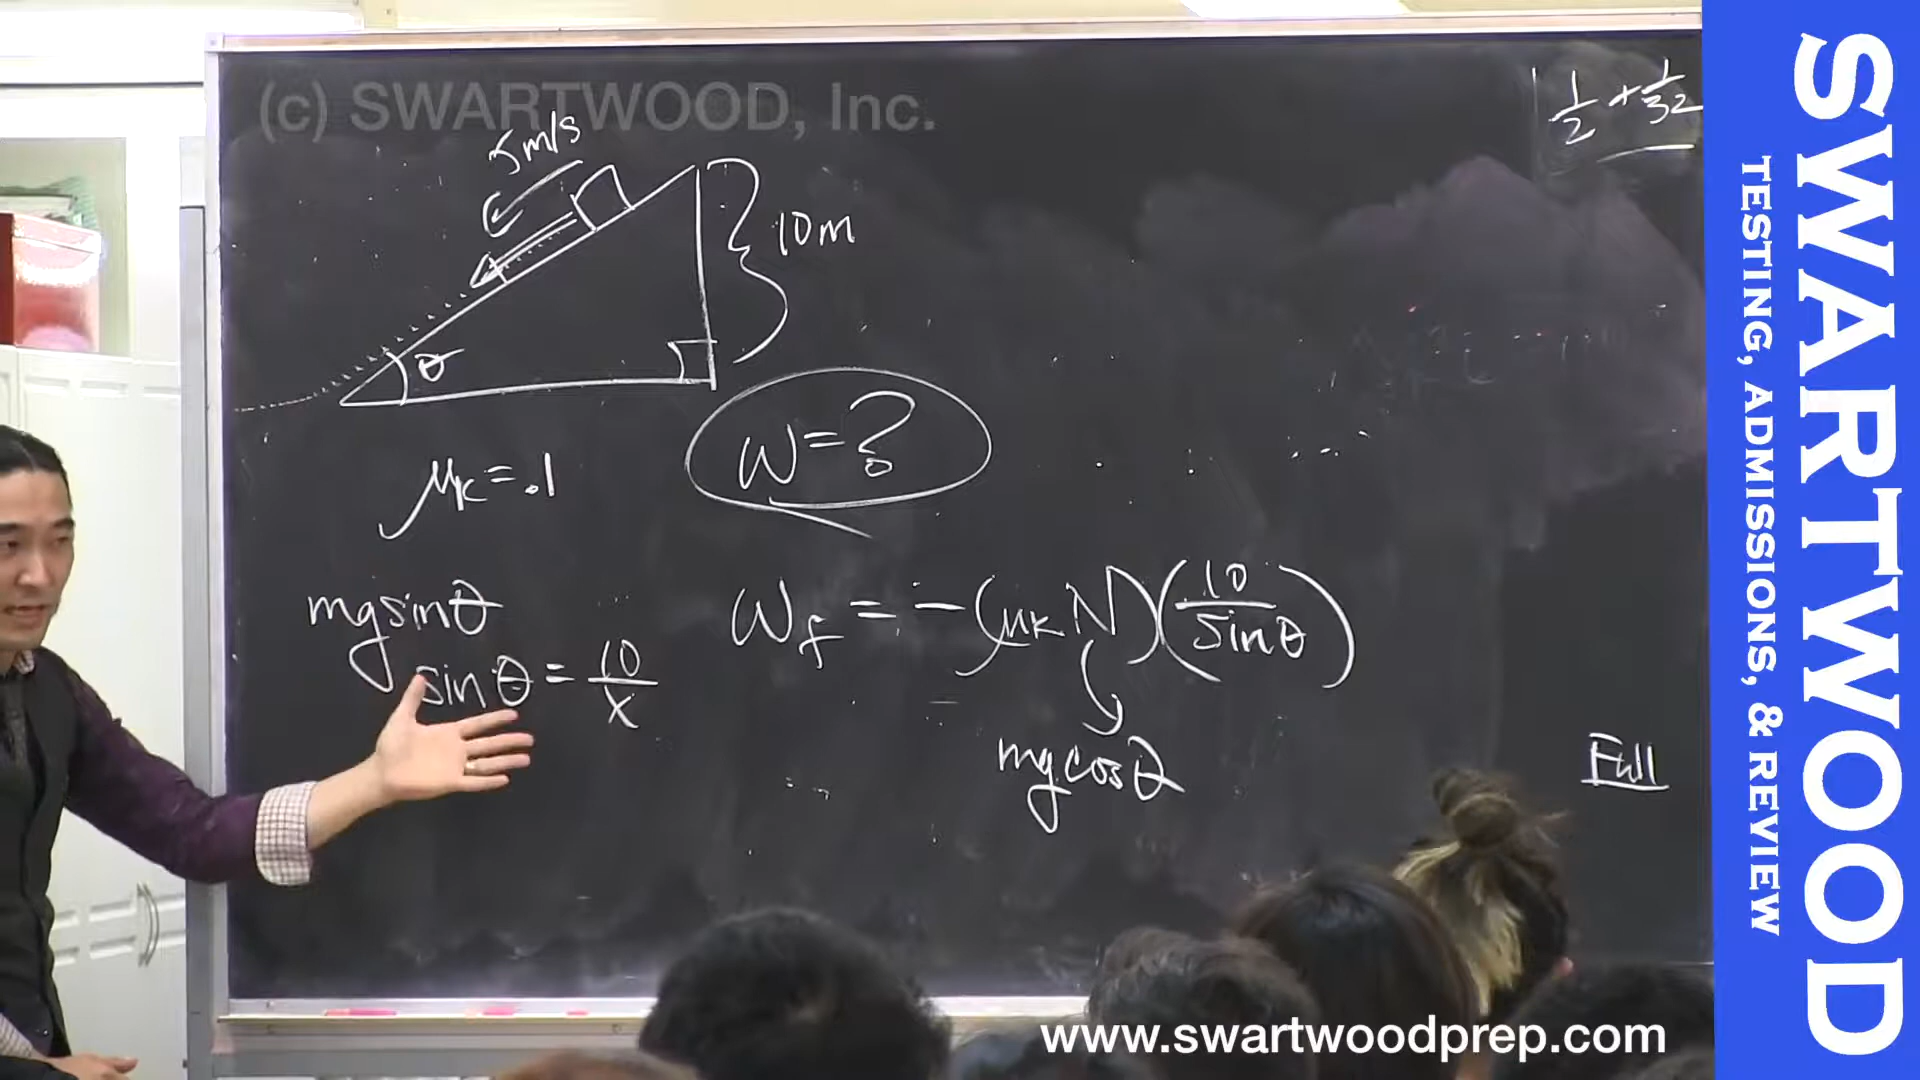 (c) SWARTWOOD, Inc.
1/2 + 1/32
5m/s
10m
θ
W=?
μk=.1
mgsinθ
sinθ = 10/x
Wf = -(μk N)(10/sinθ)
mgcosθ
Full
www.swartwoodprep.com
SWARTWOOD
TESTING, ADMISSIONS, & REVIEW